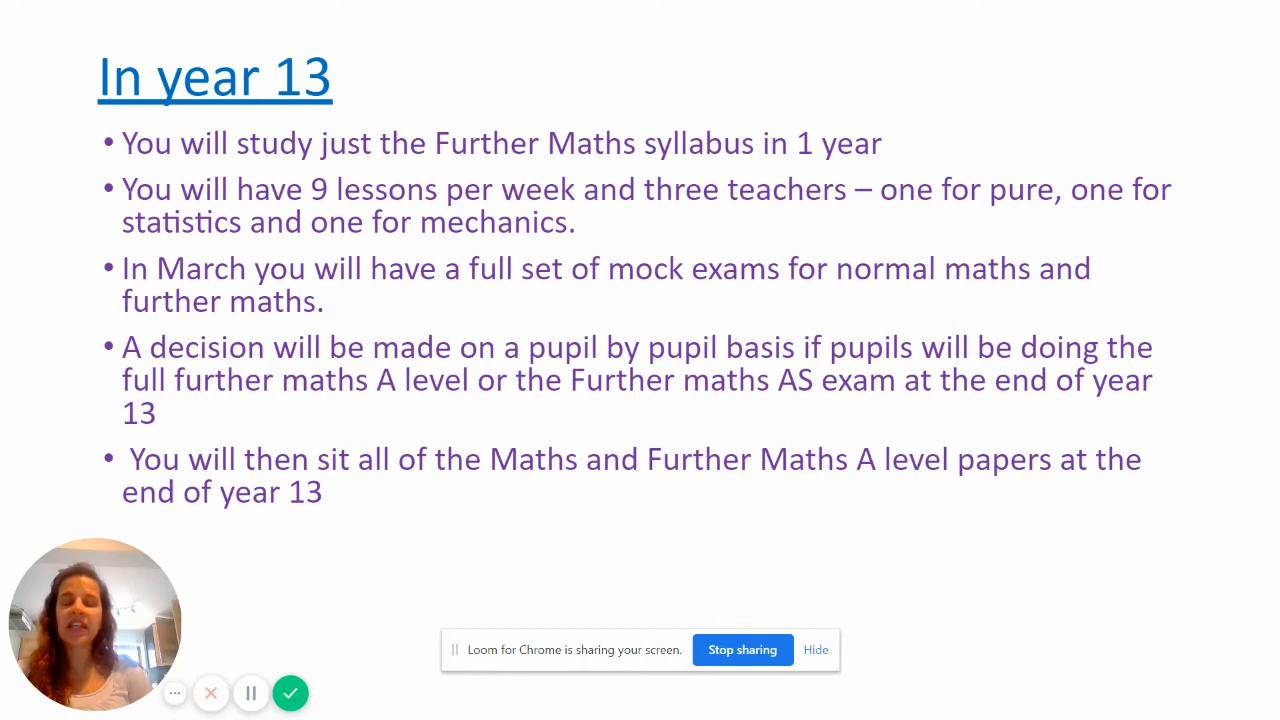 In year 13
• You will study just the Further Maths syllabus in 1 year
• You will have 9 lessons per week and three teachers – one for pure, one for
statistics and one for mechanics.
• In March you will have a full set of mock exams for normal maths and
further maths.
• A decision will be made on a pupil by pupil basis if pupils will be doing the
full further maths A level or the Further maths AS exam at the end of year
13
• You will then sit all of the Maths and Further Maths A level papers at the
end of year 13
Loom for Chrome is sharing your screen. Stop sharing Hide